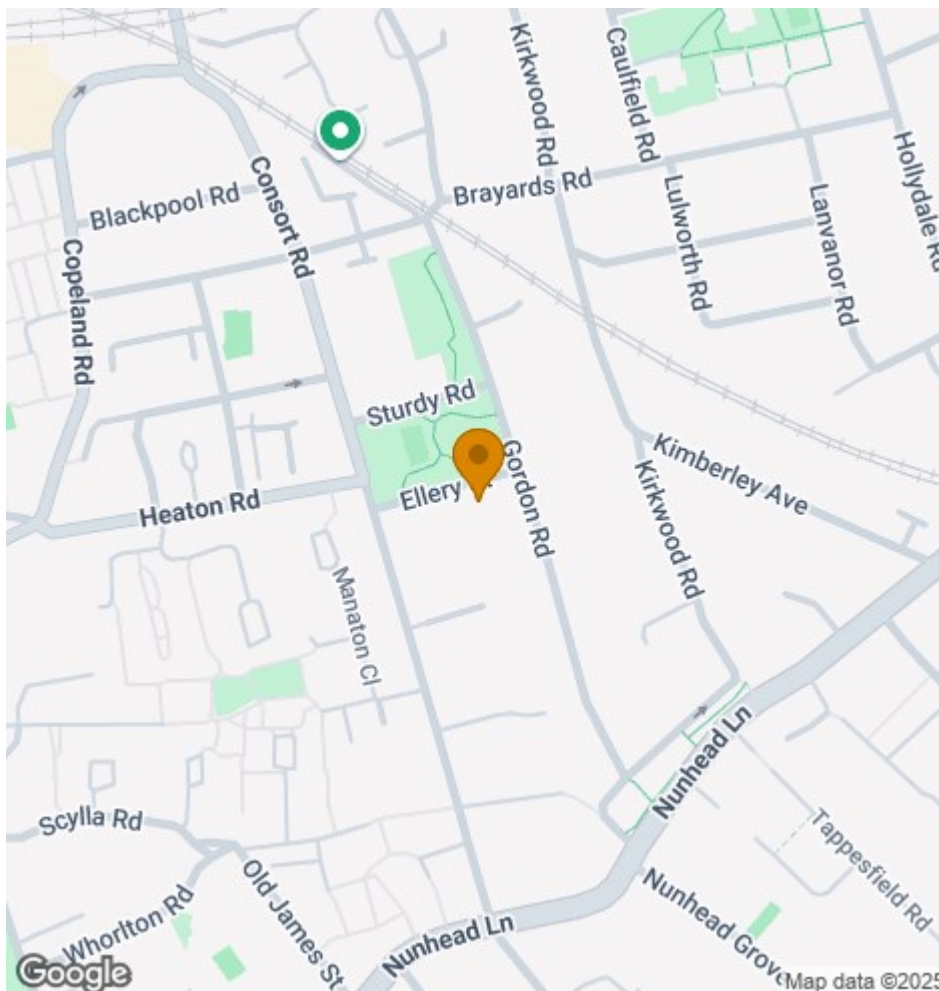 Kirkwood Rd
Caulfield Rd
Hollydale Rd
Brayards Rd
Lulworth Rd
Lanvanor Rd
Blackpool Rd
Consort Rd
Copeland Rd
Sturdy Rd
Gordon Rd
Kimberley Ave
Ellery
Heaton Rd
Kirkwood Rd
Manaton Cl
Nunhead Ln
Scylla Rd
Tappesfield Rd
Old James St
Whorlton Rd
Nunhead Grove
Nunhead Ln
Google
Map data ©2025